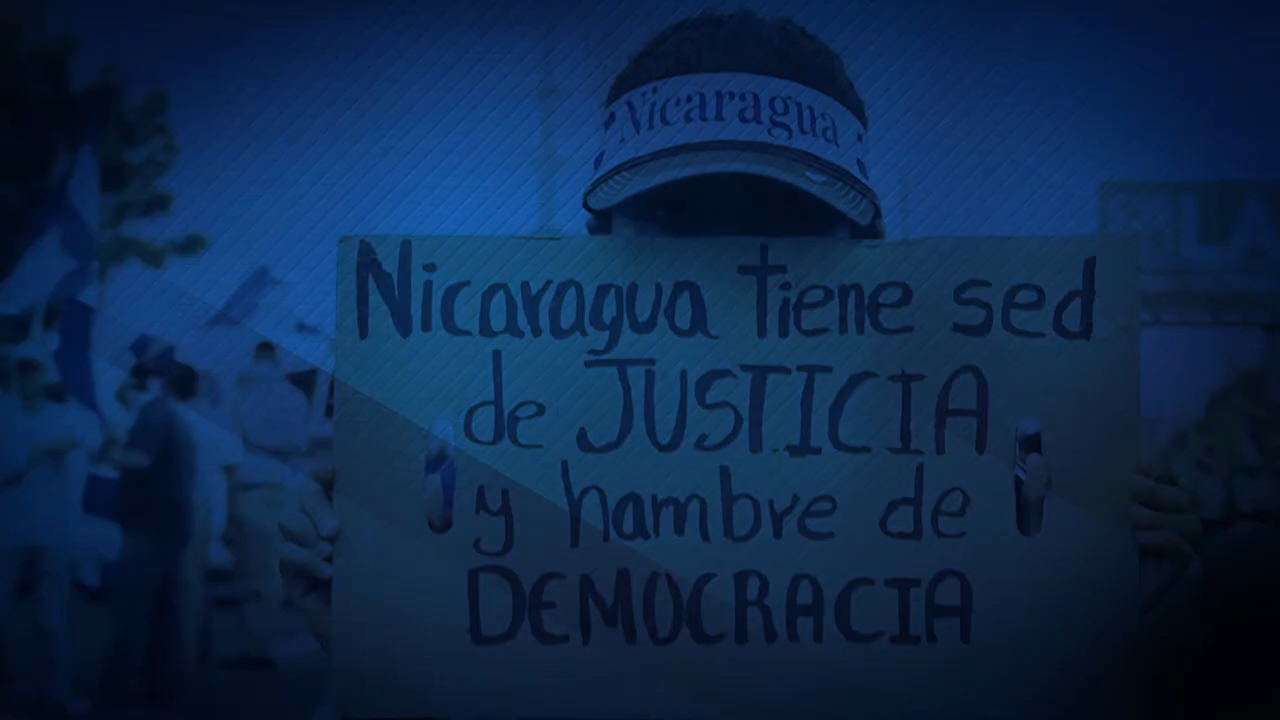 Nicaragua
Nicaragua tiene sed
de JUSTICIA
y hambre de
DEMOCRACIA